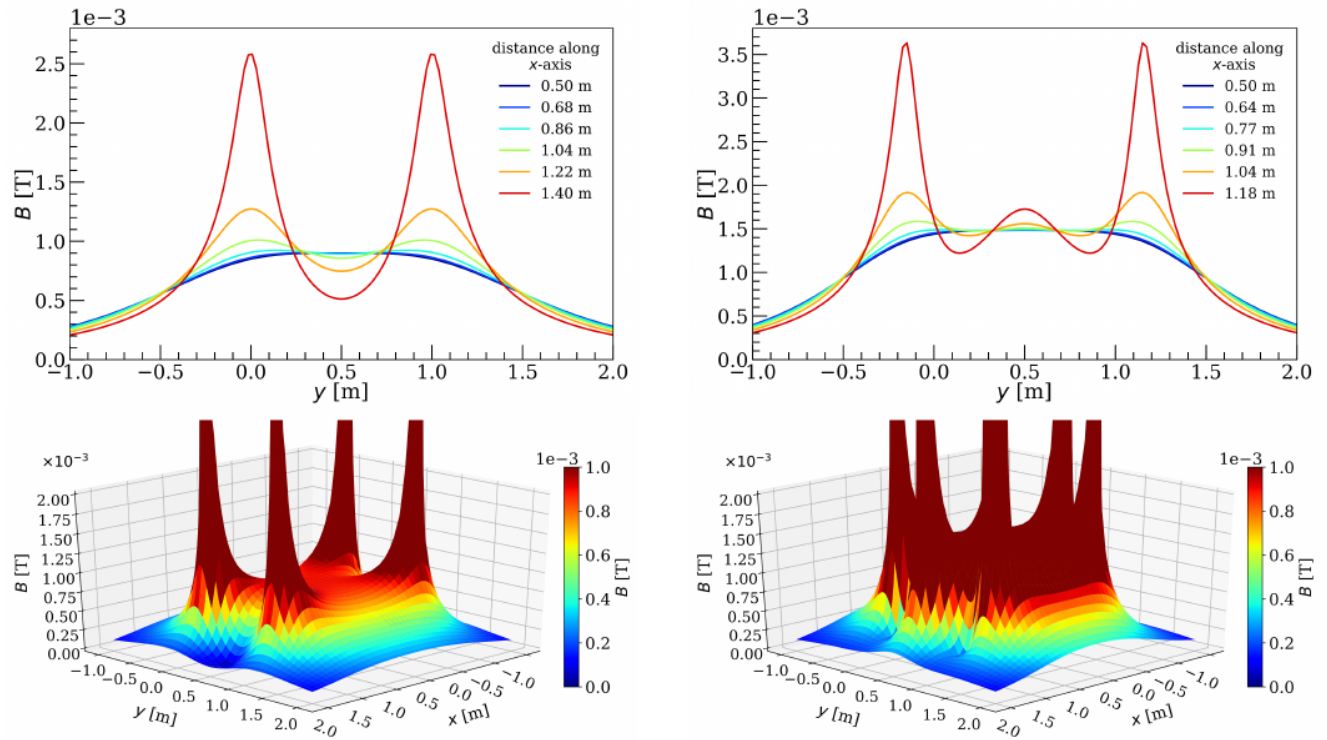 1e−3
B [T]
2.5
2.0
1.5
1.0
0.5
0.0
−1.0 −0.5 0.0 0.5 1.0 1.5 2.0
y [m]
distance along
x-axis
0.50 m
0.68 m
0.86 m
1.04 m
1.22 m
1.40 m
1e−3
B [T]
3.5
3.0
2.5
2.0
1.5
1.0
0.5
0.0
−1.0 −0.5 0.0 0.5 1.0 1.5 2.0
y [m]
distance along
x-axis
0.50 m
0.64 m
0.77 m
0.91 m
1.04 m
1.18 m
×10⁻³
B [T]
2.00
1.75
1.50
1.25
1.00
0.75
0.50
0.25
0.00
−1.0 −0.5 0.0 0.5 1.0 1.5 2.0
y [m]
2.0 1.5 1.0 0.5 0.0 −0.5 −1.0
x [m]
1e−3
1.0
0.8
0.6
0.4
0.2
0.0
B [T]
×10⁻³
B [T]
2.00
1.75
1.50
1.25
1.00
0.75
0.50
0.25
0.00
−1.0 −0.5 0.0 0.5 1.0 1.5 2.0
y [m]
2.0 1.5 1.0 0.5 0.0 −0.5 −1.0
x [m]
1e−3
1.0
0.8
0.6
0.4
0.2
0.0
B [T]